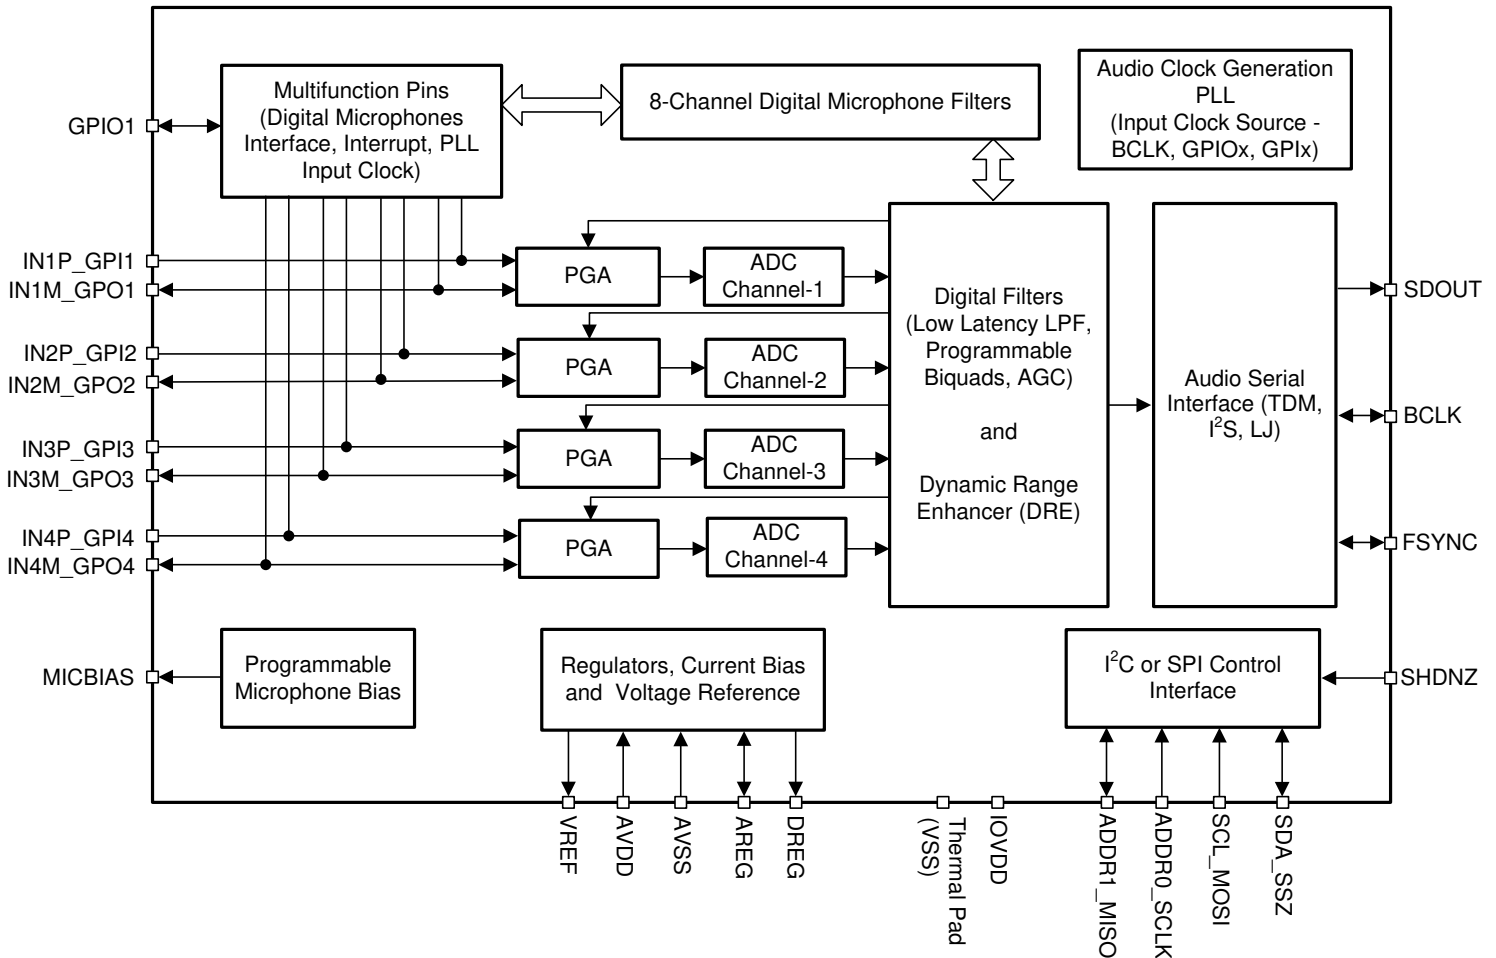 Multifunction Pins
(Digital Microphones
Interface, Interrupt, PLL
Input Clock)
8-Channel Digital Microphone Filters
Audio Clock Generation
PLL
(Input Clock Source -
BCLK, GPIOx, GPIx)
GPIO1
IN1P_GPI1
IN1M_GPO1
IN2P_GPI2
IN2M_GPO2
IN3P_GPI3
IN3M_GPO3
IN4P_GPI4
IN4M_GPO4
MICBIAS
PGA
ADC
Channel-1
PGA
ADC
Channel-2
PGA
ADC
Channel-3
PGA
ADC
Channel-4
Digital Filters
(Low Latency LPF,
Programmable
Biquads, AGC)
and
Dynamic Range
Enhancer (DRE)
Audio Serial
Interface (TDM,
I²S, LJ)
SDOUT
BCLK
FSYNC
SHDNZ
Programmable
Microphone Bias
Regulators, Current Bias
and  Voltage Reference
I²C or SPI Control
Interface
VREF
AVDD
AVSS
AREG
DREG
Thermal Pad
(VSS)
IOVDD
ADDR1_MISO
ADDR0_SCLK
SCL_MOSI
SDA_SSZ